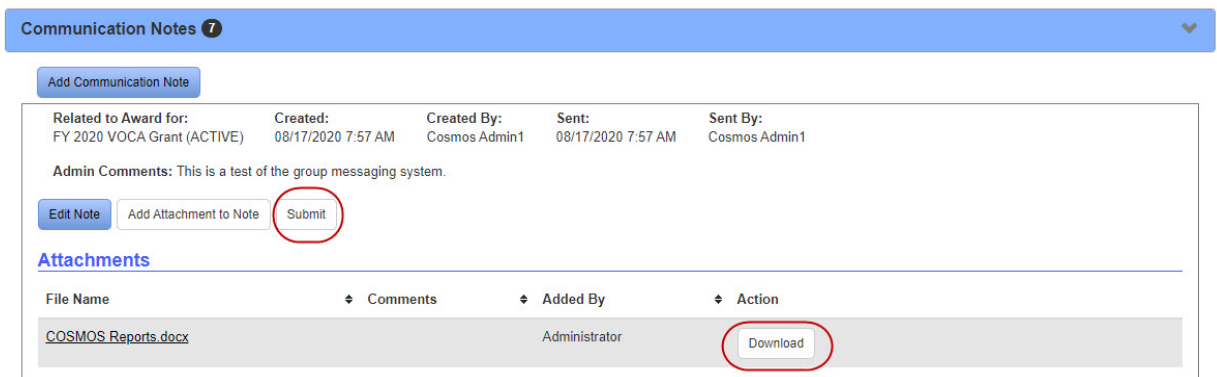 Communication Notes 7
Add Communication Note
Related to Award for: Created: Created By: Sent: Sent By:
FY 2020 VOCA Grant (ACTIVE) 08/17/2020 7:57 AM Cosmos Admin1 08/17/2020 7:57 AM Cosmos Admin1
Admin Comments: This is a test of the group messaging system.
Edit Note Add Attachment to Note Submit
Attachments
File Name Comments Added By Action
COSMOS Reports.docx Administrator Download